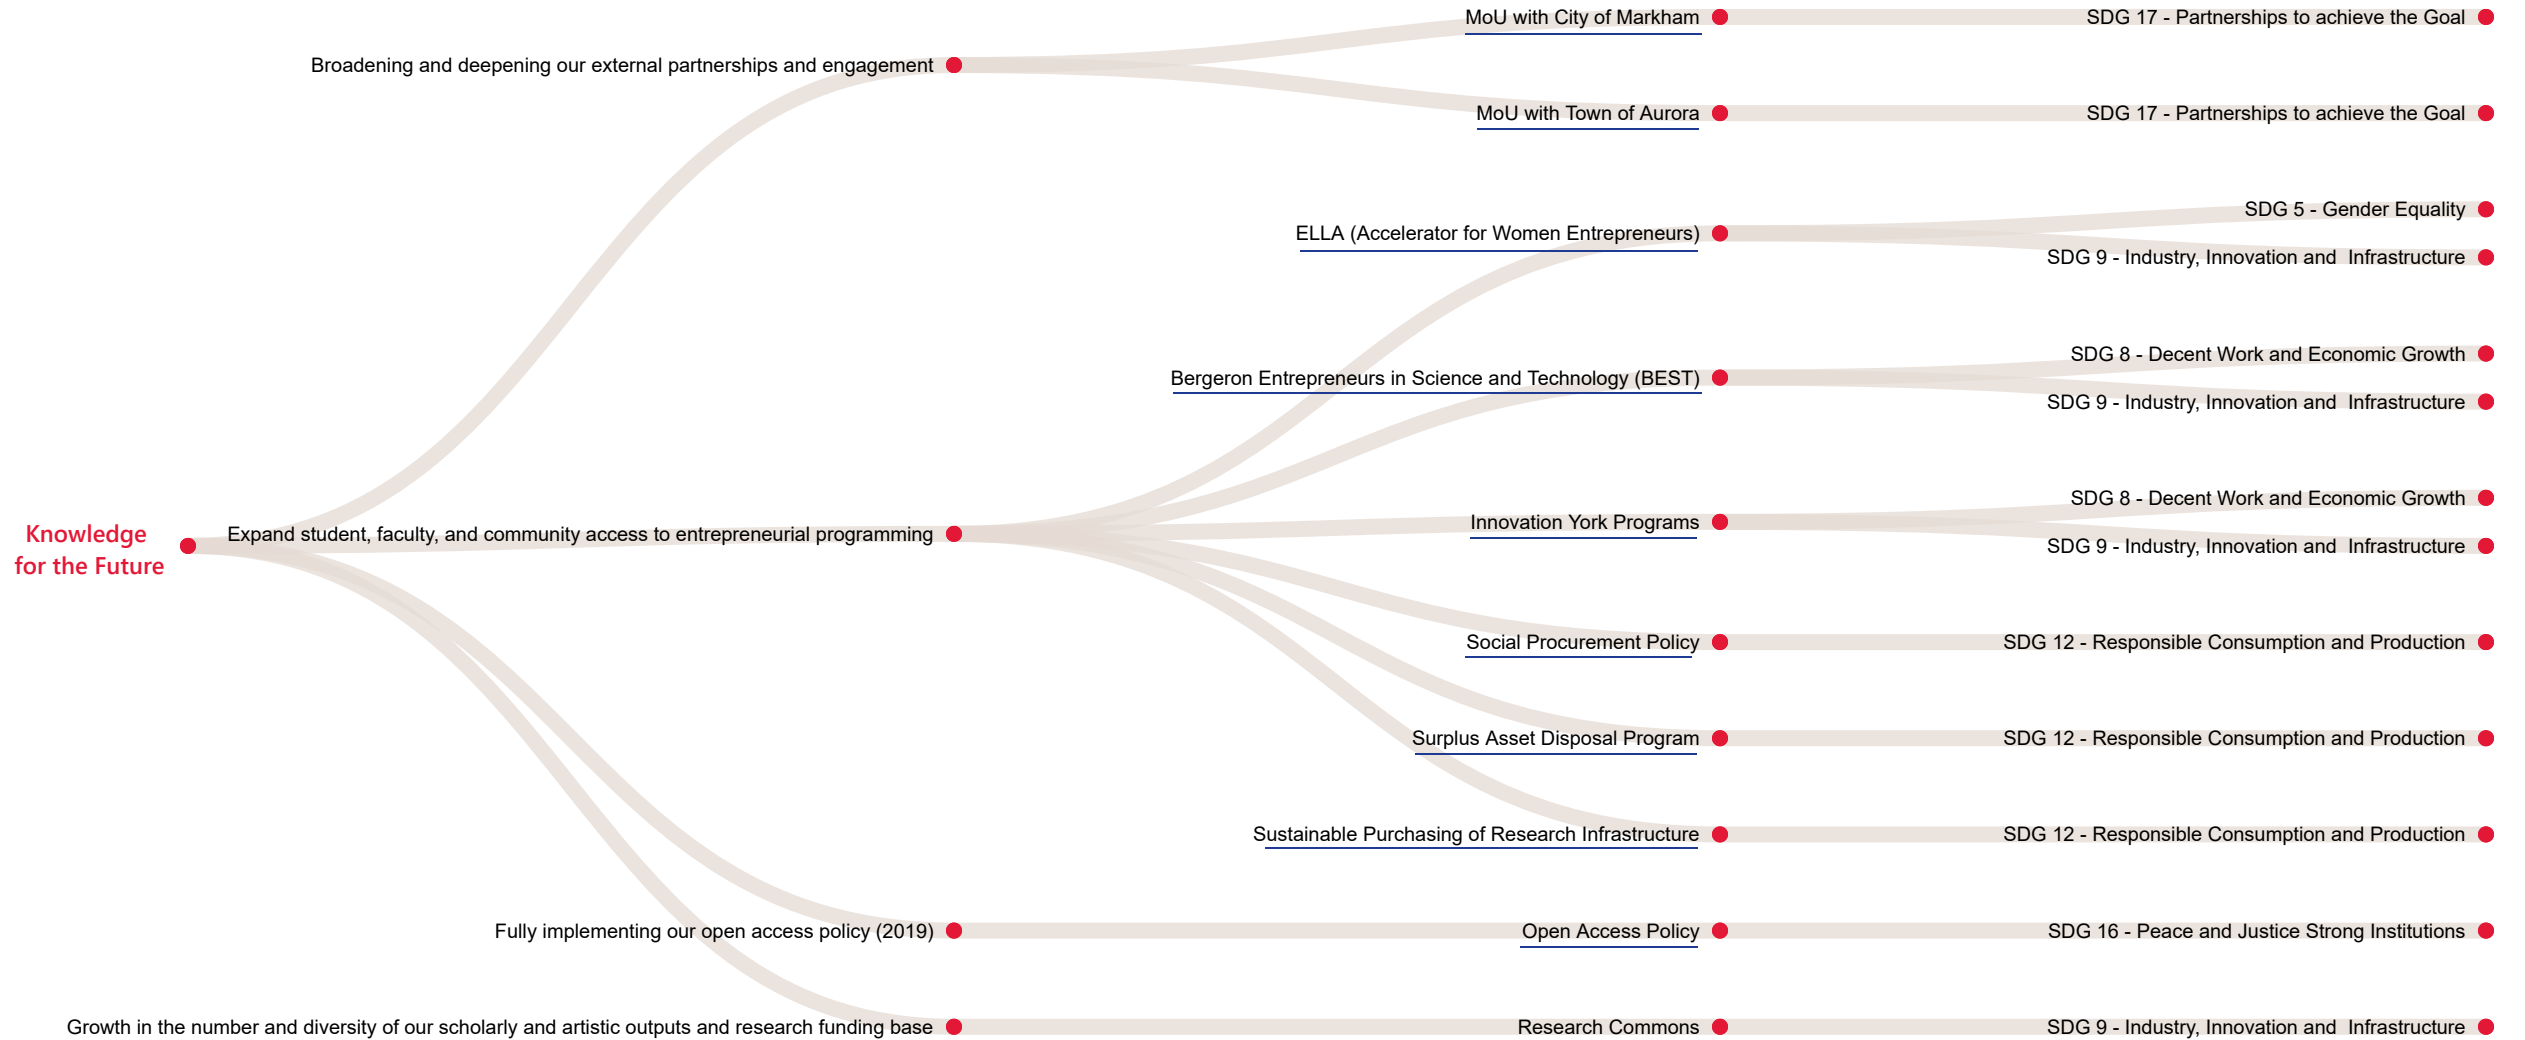 MoU with City of Markham
SDG 17 - Partnerships to achieve the Goal
Broadening and deepening our external partnerships and engagement
MoU with Town of Aurora
SDG 17 - Partnerships to achieve the Goal
SDG 5 - Gender Equality
ELLA (Accelerator for Women Entrepreneurs)
SDG 9 - Industry, Innovation and  Infrastructure
SDG 8 - Decent Work and Economic Growth
Bergeron Entrepreneurs in Science and Technology (BEST)
SDG 9 - Industry, Innovation and  Infrastructure
SDG 8 - Decent Work and Economic Growth
Innovation York Programs
Knowledge
for the Future
Expand student, faculty, and community access to entrepreneurial programming
SDG 9 - Industry, Innovation and  Infrastructure
Social Procurement Policy
SDG 12 - Responsible Consumption and Production
Surplus Asset Disposal Program
SDG 12 - Responsible Consumption and Production
Sustainable Purchasing of Research Infrastructure
SDG 12 - Responsible Consumption and Production
Fully implementing our open access policy (2019)
Open Access Policy
SDG 16 - Peace and Justice Strong Institutions
Growth in the number and diversity of our scholarly and artistic outputs and research funding base
Research Commons
SDG 9 - Industry, Innovation and  Infrastructure